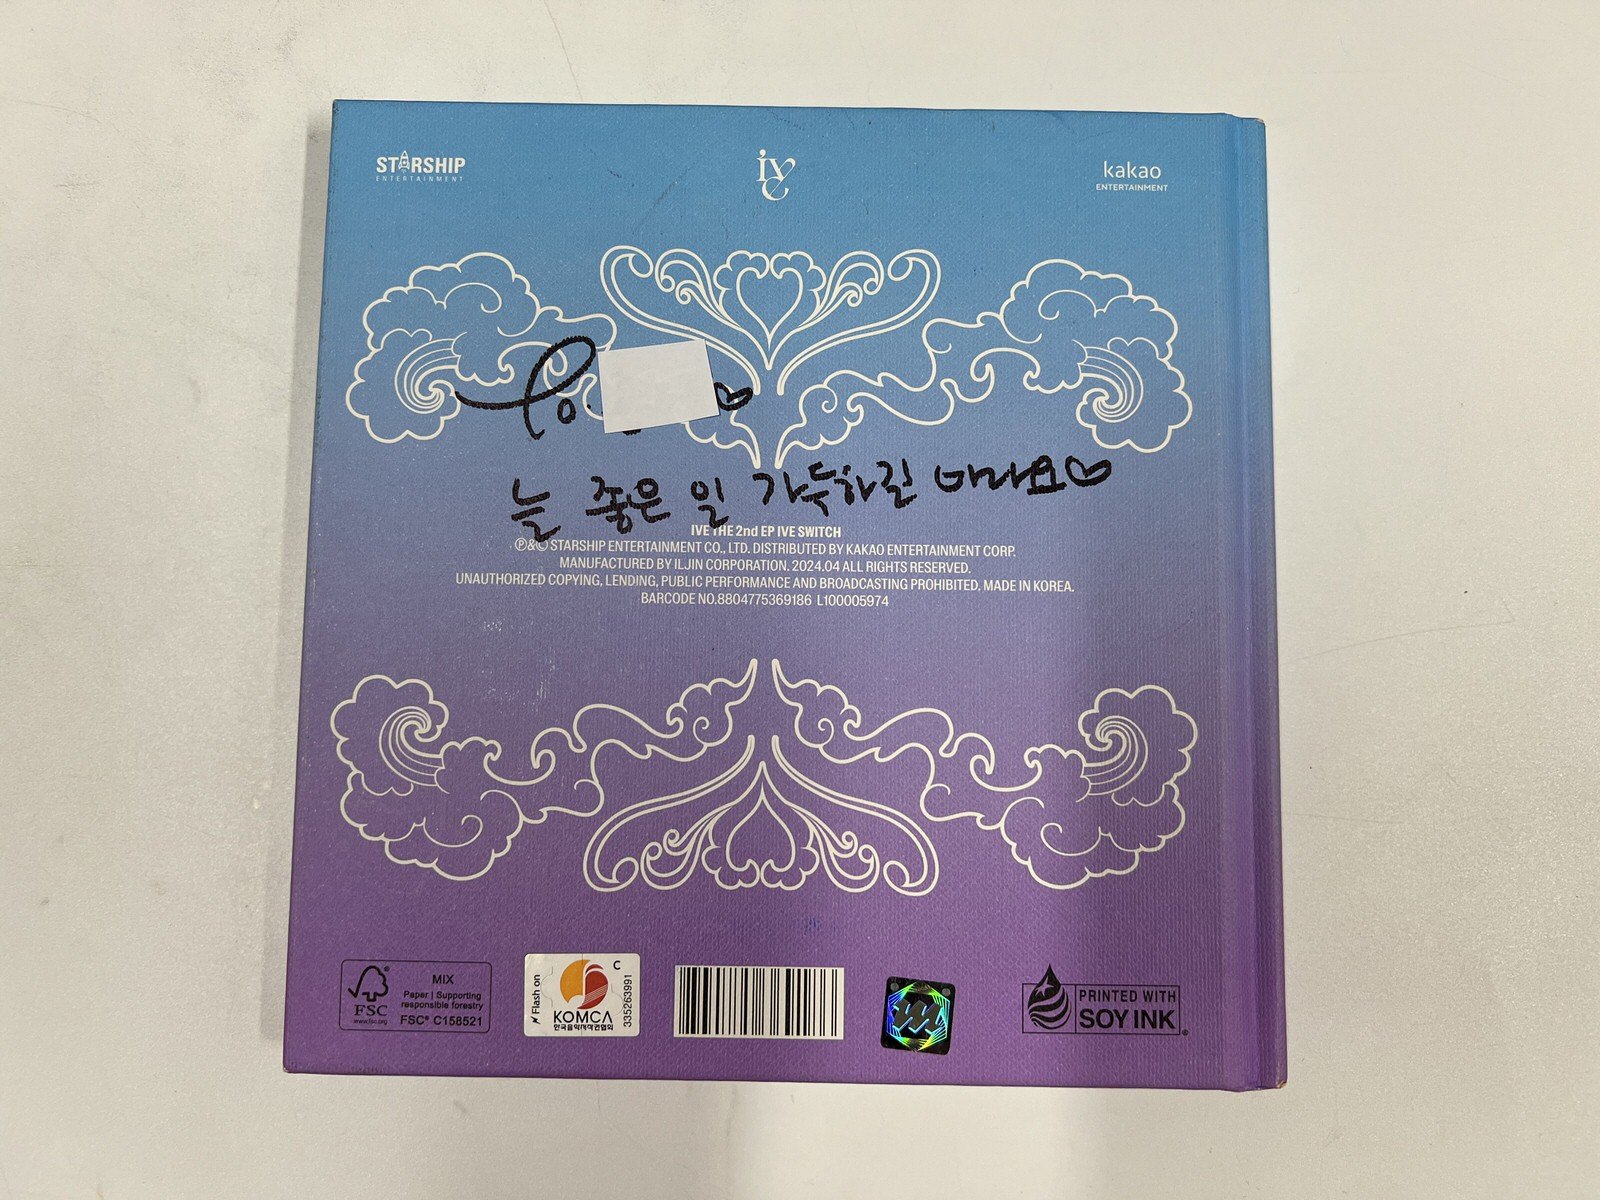 STARSHIP
ENTERTAINMENT
ive
kakao
ENTERTAINMENT
To.
늘 좋은 일 가득하길 바라요♡
IVE THE 2nd EP IVE SWITCH
℗&© STARSHIP ENTERTAINMENT CO., LTD. DISTRIBUTED BY KAKAO ENTERTAINMENT CORP.
MANUFACTURED BY ILJIN CORPORATION. 2024.04 ALL RIGHTS RESERVED.
UNAUTHORIZED COPYING, LENDING, PUBLIC PERFORMANCE AND BROADCASTING PROHIBITED. MADE IN KOREA.
BARCODE NO.8804775369186 L100005974
FSC
www.fsc.org
MIX
Paper | Supporting
responsible forestry
FSC® C158521
Flash on
C
KOMCA
한국음악저작권협회
335263991
PRINTED WITH
SOY INK